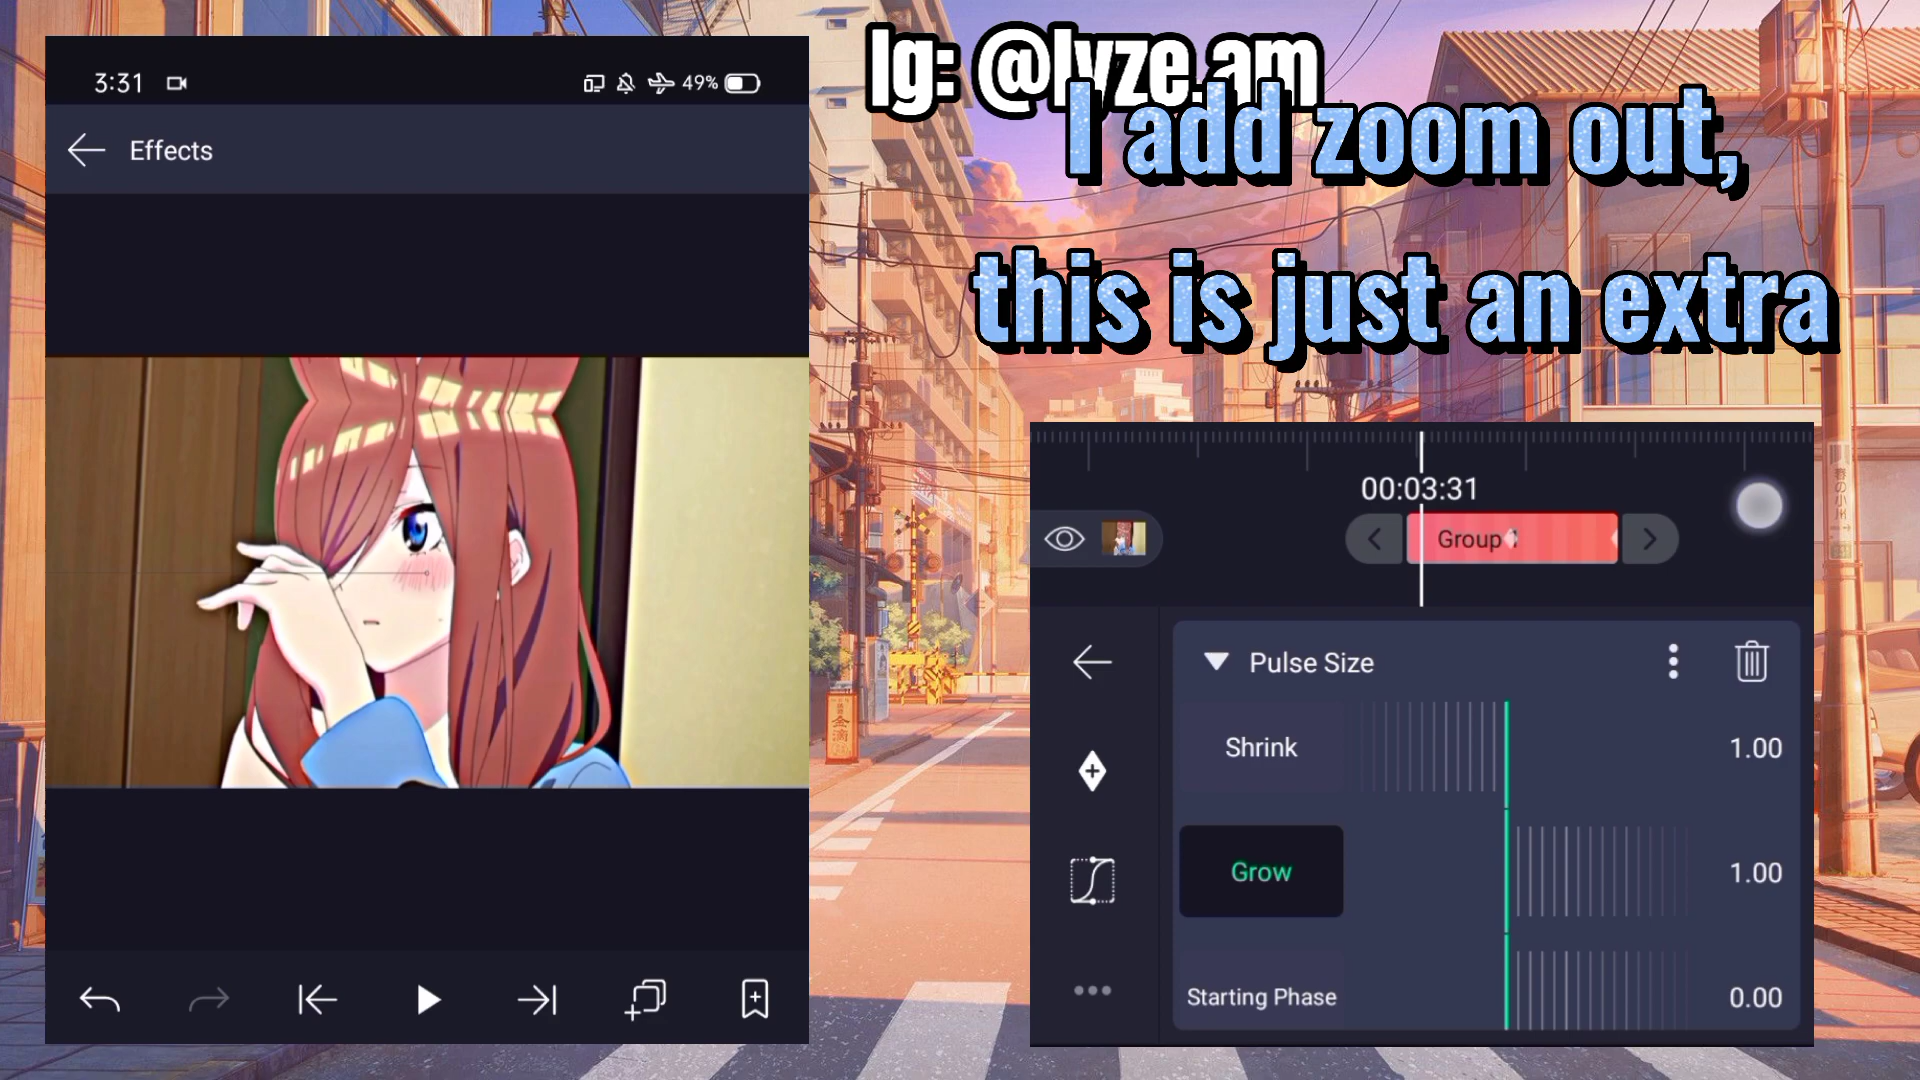 Ig: @lyze.am
I add zoom out,
this is just an extra
3:31
49%
Effects
00:03:31
Group 1
Pulse Size
Shrink
1.00
Grow
1.00
Starting Phase
0.00